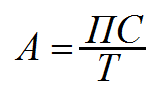 А = ПС / Т